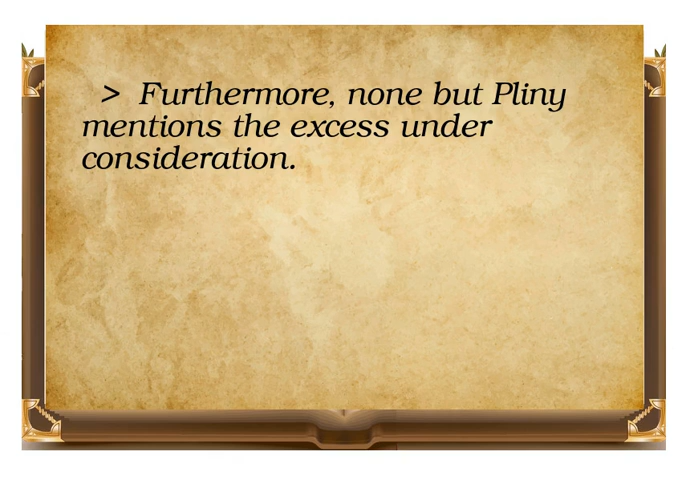 > Furthermore, none but Pliny
mentions the excess under
consideration.